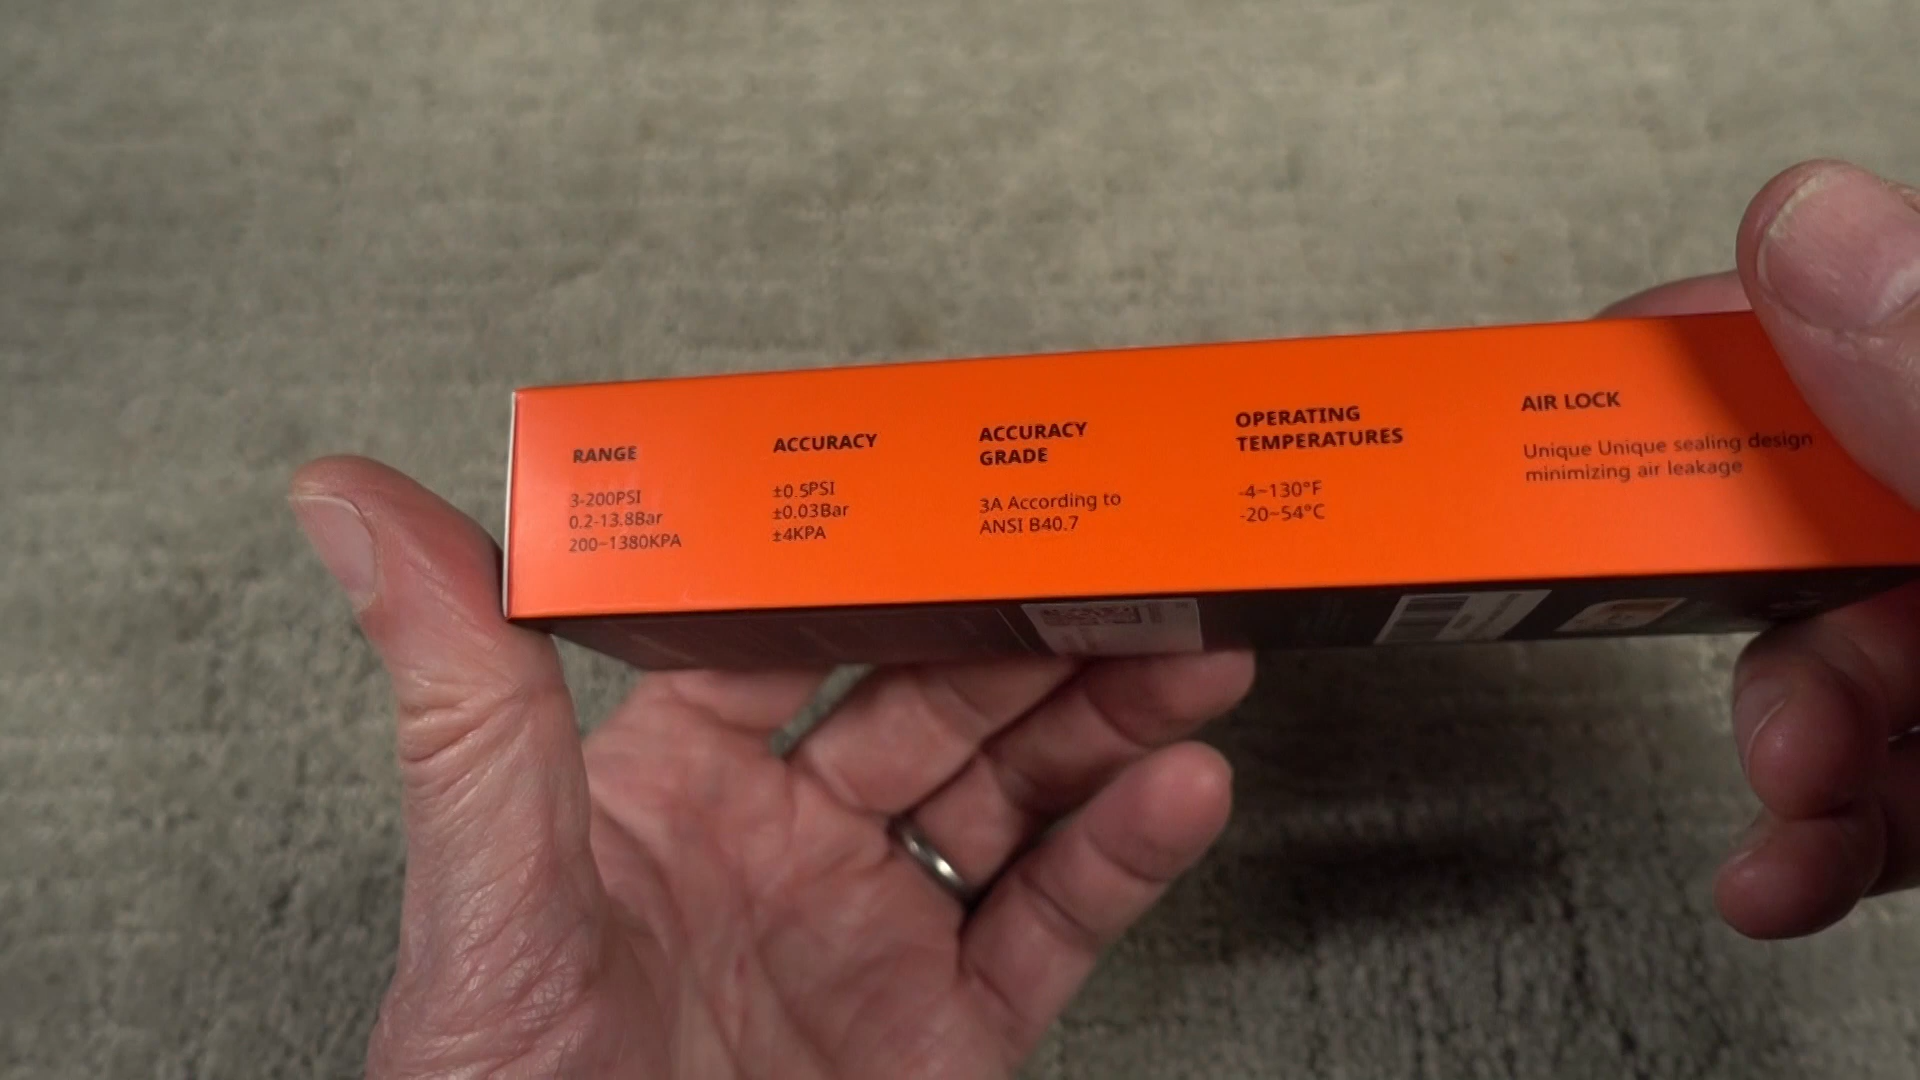 RANGE
3-200PSI
0.2-13.8Bar
200~1380KPA
ACCURACY
±0.5PSI
±0.03Bar
±4KPA
ACCURACY
GRADE
3A According to
ANSI B40.7
OPERATING
TEMPERATURES
-4~130°F
-20~54°C
AIR LOCK
Unique Unique sealing design
minimizing air leakage